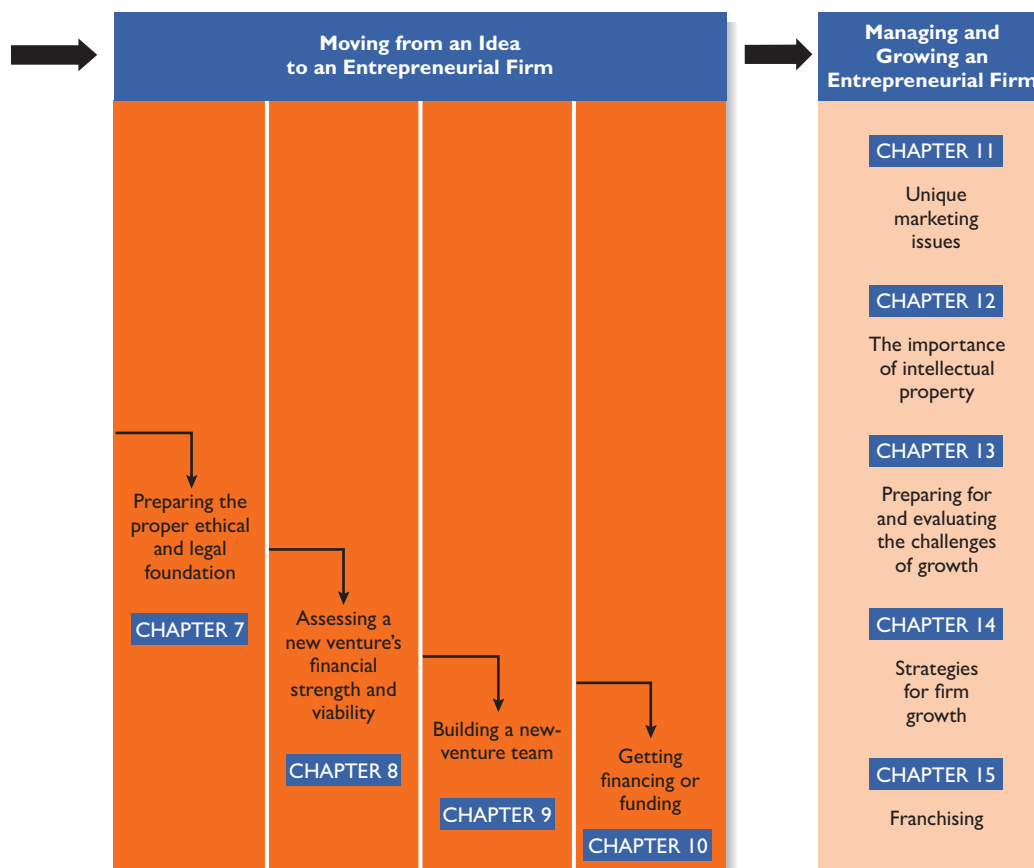 Moving from an Idea
to an Entrepreneurial Firm
Preparing the
proper ethical
and legal
foundation
CHAPTER 7
Assessing a
new venture’s
financial
strength and
viability
CHAPTER 8
Building a new-
venture team
CHAPTER 9
Getting
financing or
funding
CHAPTER 10
Managing and
Growing an
Entrepreneurial Firm
CHAPTER 11
Unique
marketing
issues
CHAPTER 12
The importance
of intellectual
property
CHAPTER 13
Preparing for
and evaluating
the challenges
of growth
CHAPTER 14
Strategies
for firm
growth
CHAPTER 15
Franchising